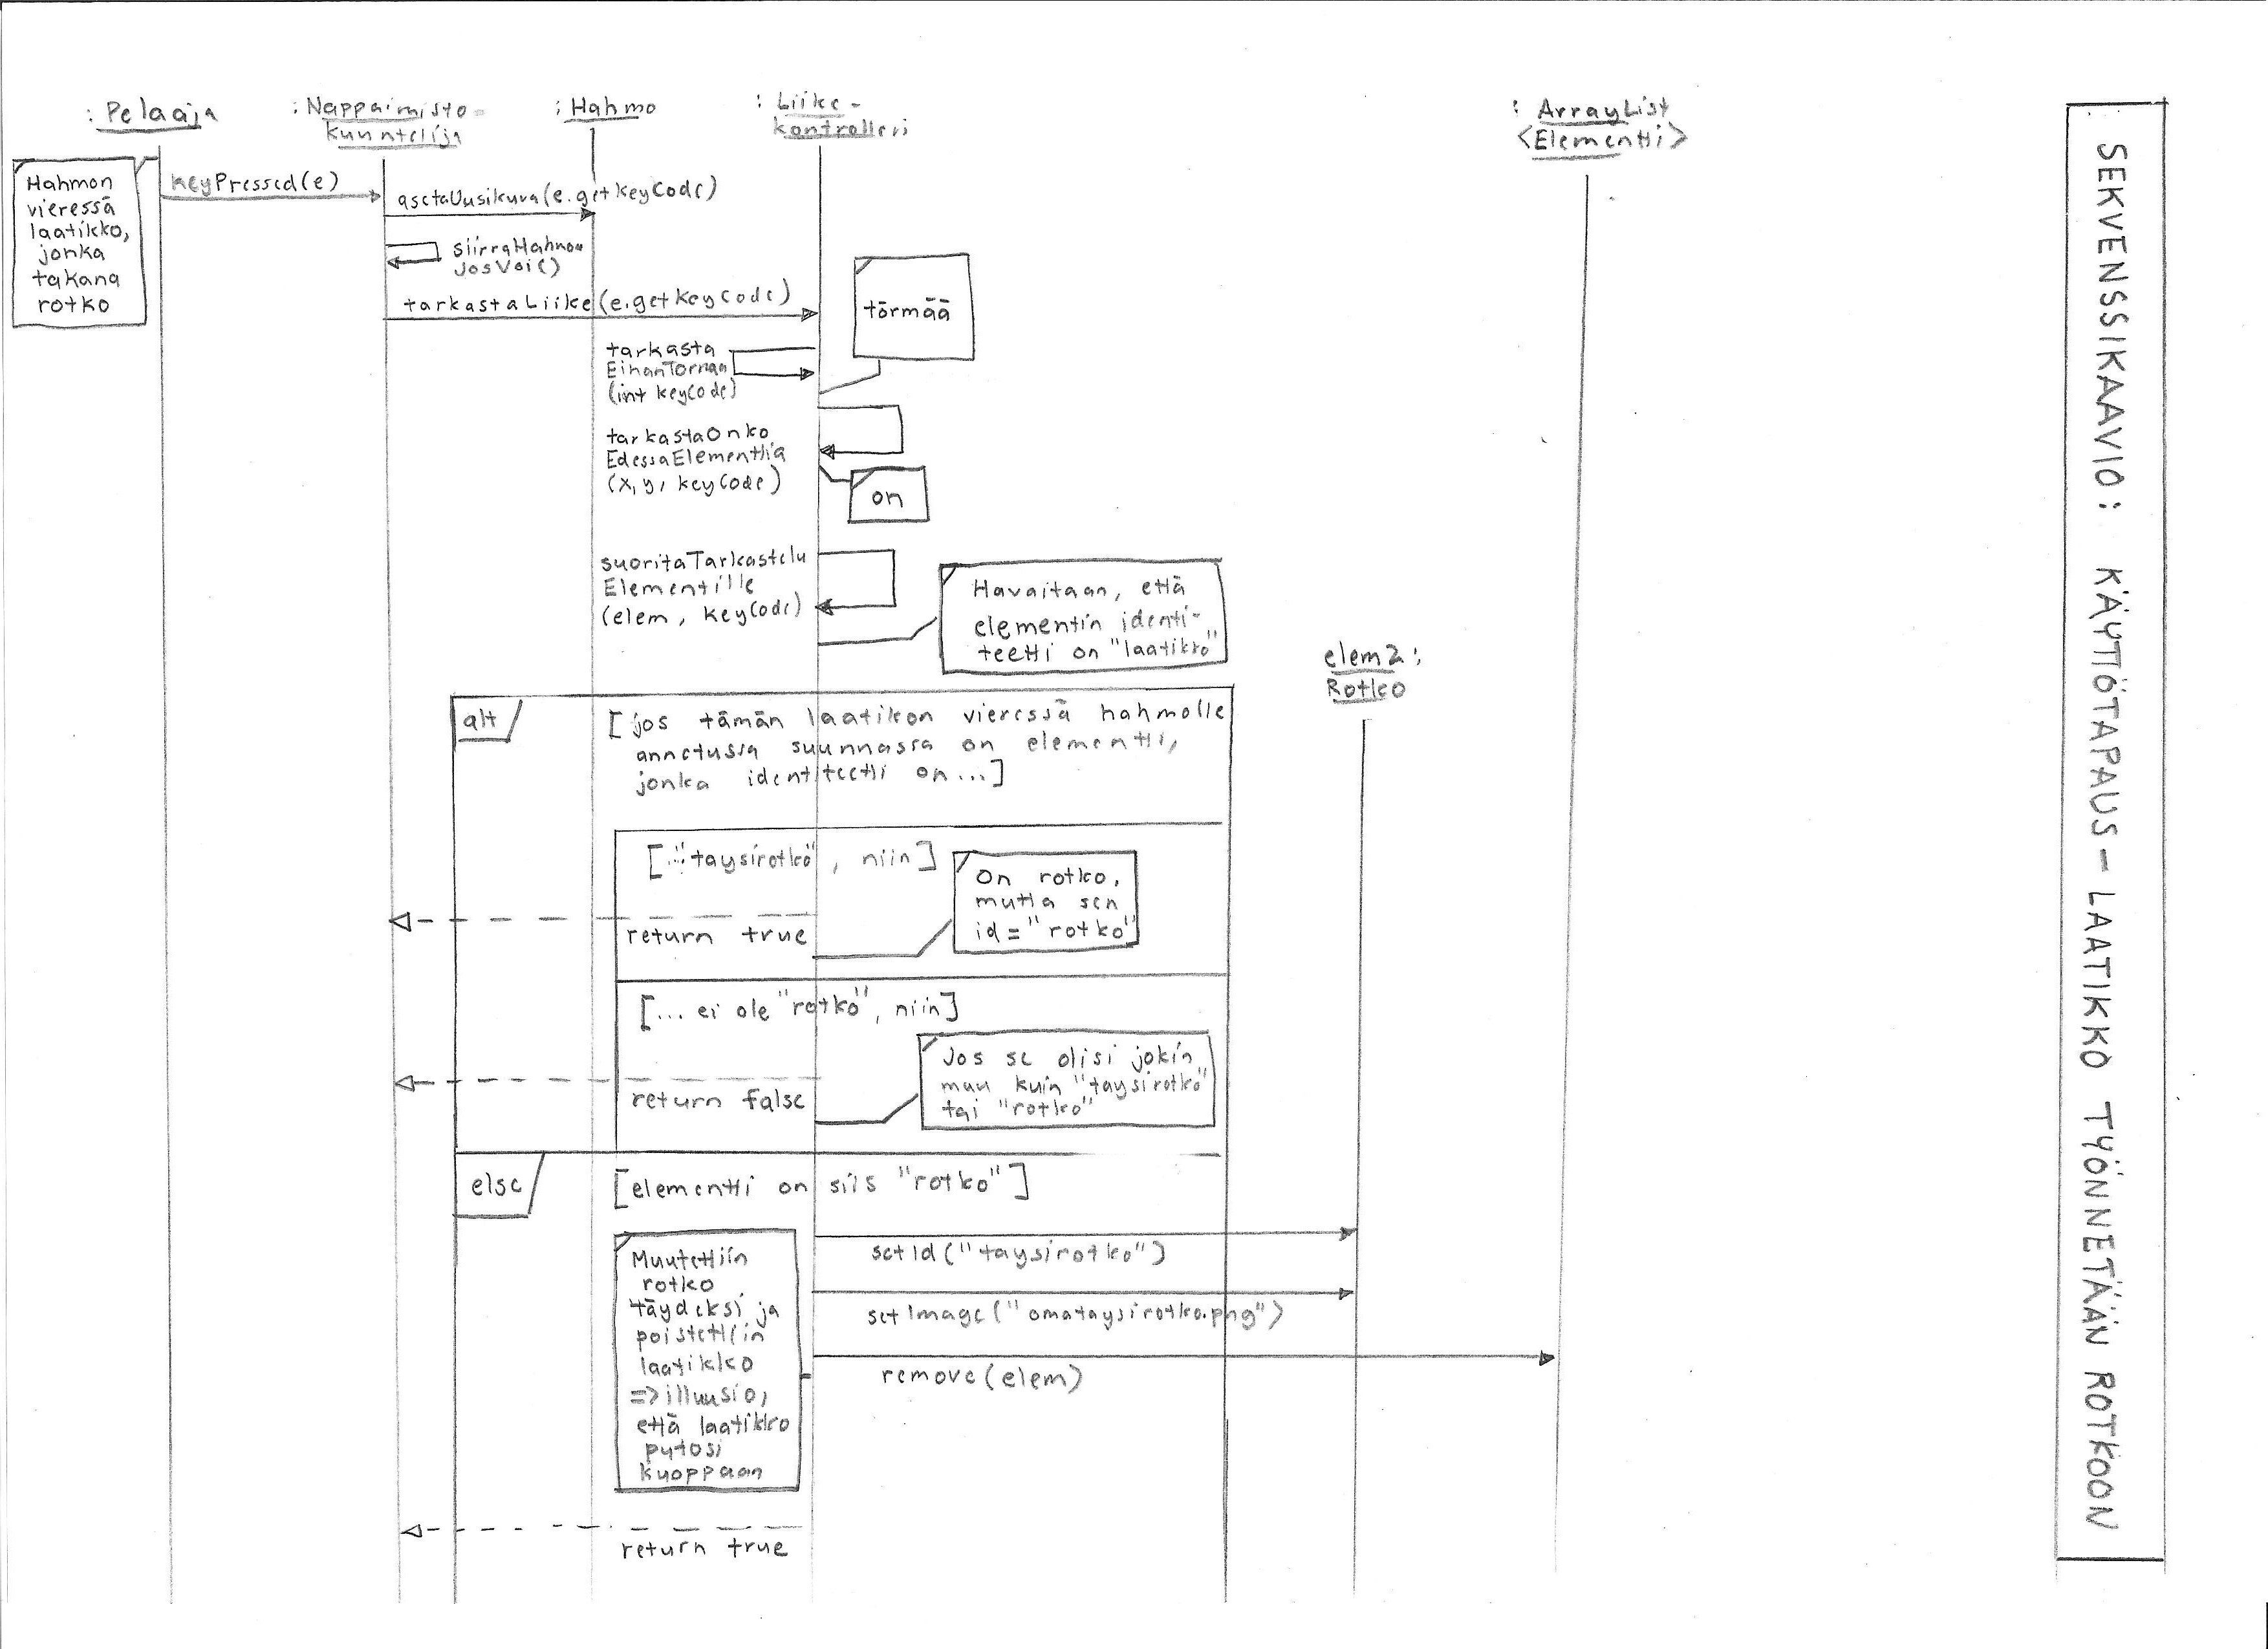 : Pelaaja
: Nappaimisto-
kuuntelija
: Hahmo
: Liike-
kontrolleri
: ArrayList
<Elementti>
SEKVENSSIKAAVIO: KÄYTTÖTAPAUS – LAATIKKO TYÖNNETÄÄN ROTKOON
Hahmon
vieressä
laatikko,
jonka
takana
rotko
keyPressed(e)
asetaUusikuva(e.getKeyCode)
siirraHahmoa
JosVoi()
tarkastaLiike(e.getKeyCode)
törmää
tarkasta
EihanTormaa
(int keyCode)
tarkastaOnko
EdessaElementtia
(x, y, keyCode)
on
suoritaTarkastelu
Elementille
(elem, keyCode)
Havaitaan, että
elementin identi-
teetti on "laatikko"
elem2:
Rotko
alt
[jos tämän laatikon vieressä hahmolle
annetussa suunnassa on elementti,
jonka identiteetti on...]
[..."taysirotko", niin]
On rotko,
mutta sen
id="rotko"
return true
[... ei ole "rotko", niin]
Jos se olisi jokin
muu kuin "taysirotko"
tai "rotko"
return false
else
[elementti on siis "rotko"]
setId("taysirotko")
setImage("omataysirotko.png")
remove(elem)
Muutettiin
rotko
täydeksi ja
poistettiin
laatikko
=> illuusio,
että laatikko
putosi
kuoppaan
return true